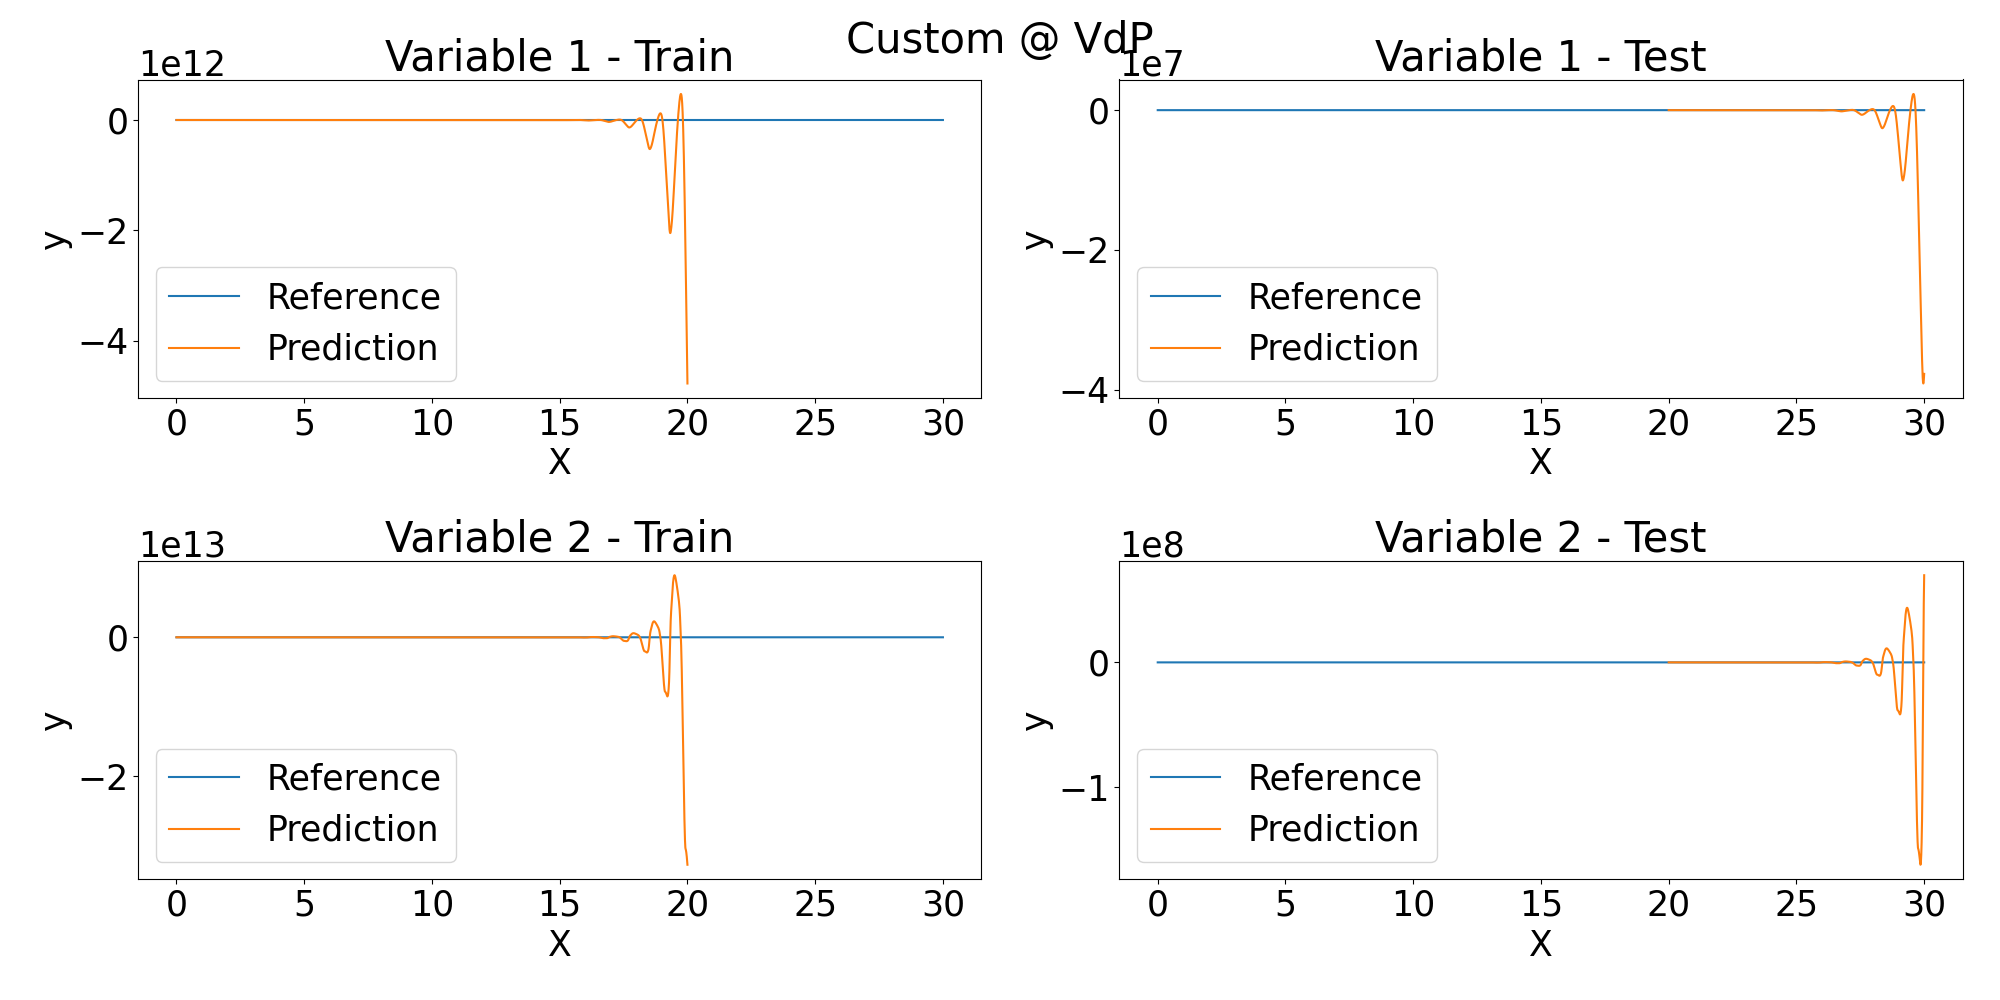 Custom @ VdP
Variable 1 - Train
1e12
0
−2
−4
y
Reference
Prediction
0 5 10 15 20 25 30
X
Variable 1 - Test
1e7
0
−2
−4
y
Reference
Prediction
0 5 10 15 20 25 30
X
Variable 2 - Train
1e13
0
−2
y
Reference
Prediction
0 5 10 15 20 25 30
X
Variable 2 - Test
1e8
0
−1
y
Reference
Prediction
0 5 10 15 20 25 30
X